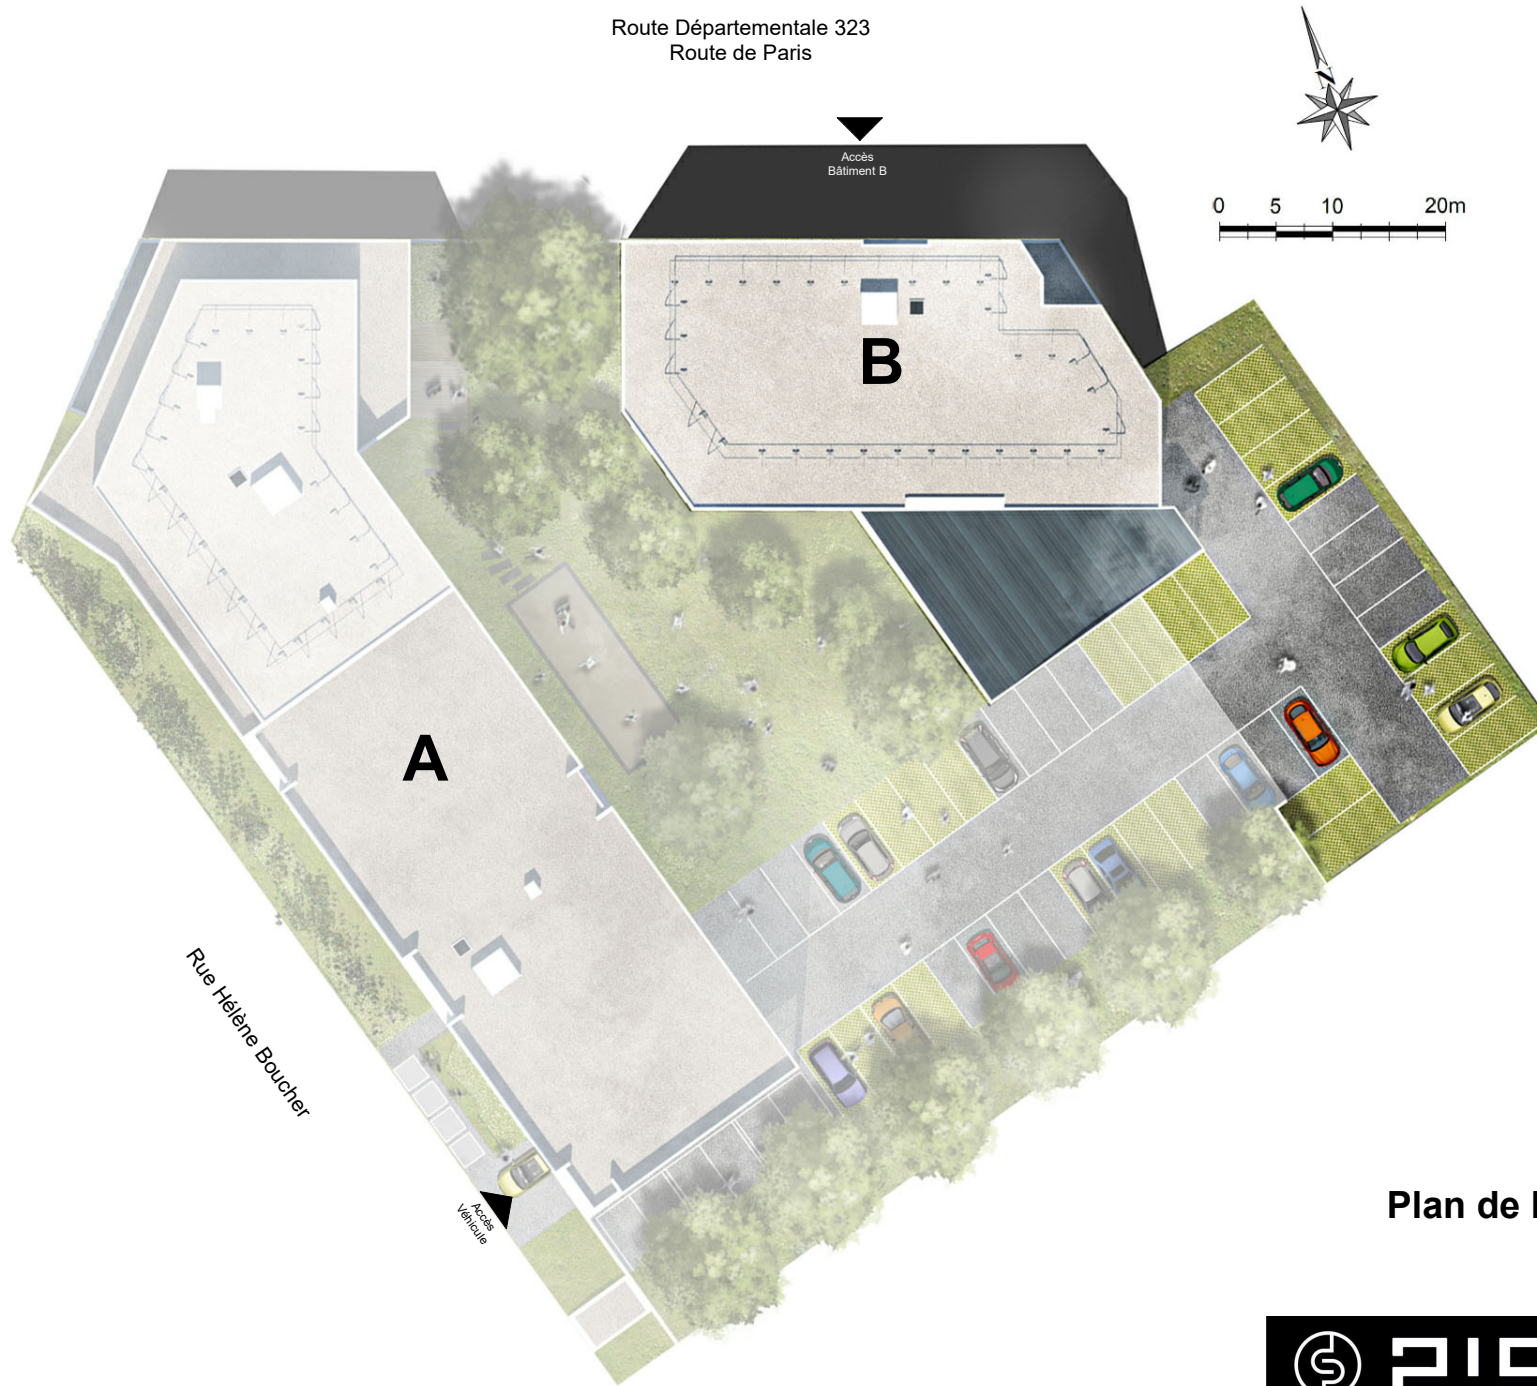 Route Départementale 323
Route de Paris
N
Accès
Bâtiment B
0 5 10 20m
B
A
Rue Hélène Boucher
Accès
Véhicule
Plan de